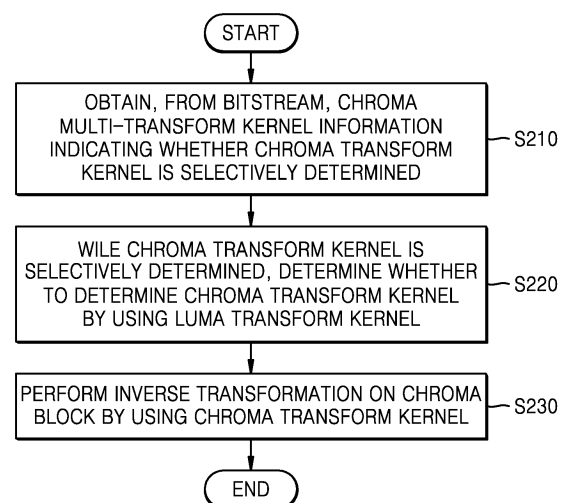 START
OBTAIN, FROM BITSTREAM, CHROMA
MULTI-TRANSFORM KERNEL INFORMATION
INDICATING WHETHER CHROMA TRANSFORM
KERNEL IS SELECTIVELY DETERMINED
S210
WILE CHROMA TRANSFORM KERNEL IS
SELECTIVELY DETERMINED, DETERMINE WHETHER
TO DETERMINE CHROMA TRANSFORM KERNEL
BY USING LUMA TRANSFORM KERNEL
S220
PERFORM INVERSE TRANSFORMATION ON CHROMA
BLOCK BY USING CHROMA TRANSFORM KERNEL
S230
END